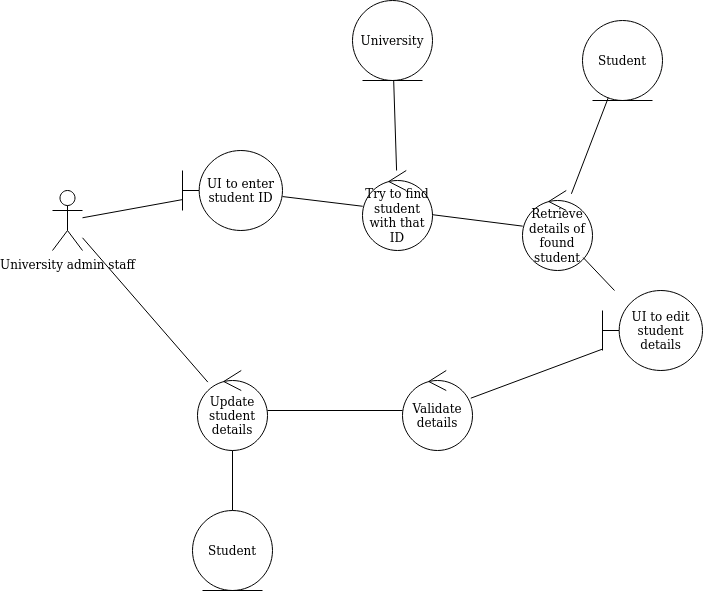 University
Student
UI to enter
student ID
Try to find
student
with that
ID
Retrieve
details of
found
student
University admin staff
UI to edit
student
details
Update
student
details
Validate
details
Student